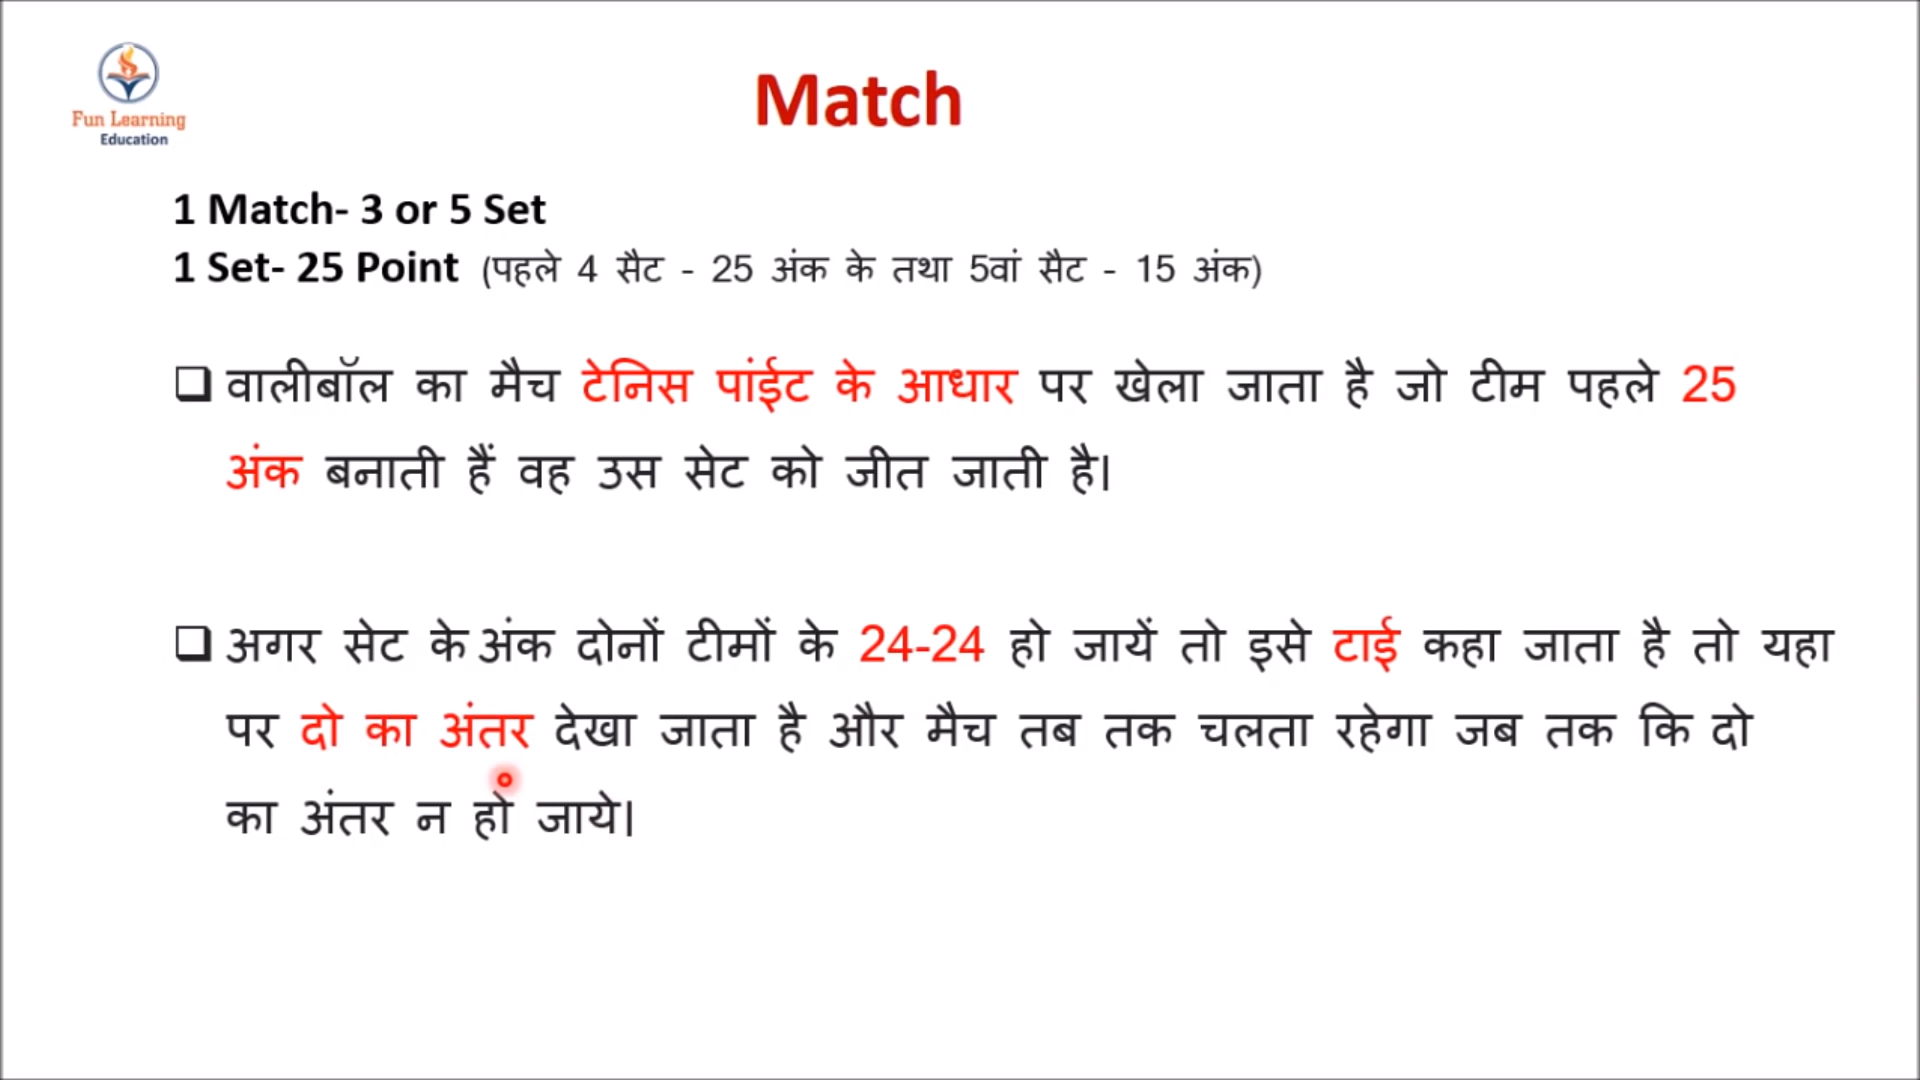 Fun Learning
Education
Match
1 Match- 3 or 5 Set
1 Set- 25 Point (पहले 4 सैट - 25 अंक के तथा 5वां सैट - 15 अंक)
वालीबॉल का मैच टेनिस पांईट के आधार पर खेला जाता है जो टीम पहले 25
अंक बनाती हैं वह उस सेट को जीत जाती है।
अगर सेट के अंक दोनों टीमों के 24-24 हो जायें तो इसे टाई कहा जाता है तो यहा
पर दो का अंतर देखा जाता है और मैच तब तक चलता रहेगा जब तक कि दो
का अंतर न हो जाये।